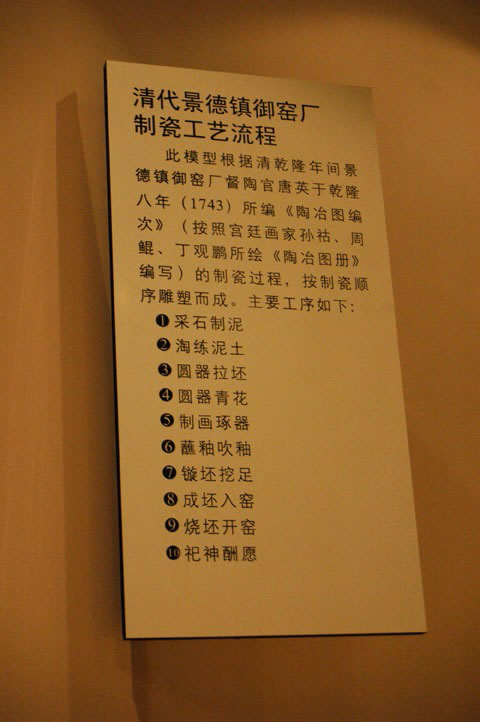 清代景德镇御窑厂
制瓷工艺流程
此模型根据清乾隆年间景
德镇御窑厂督陶官唐英于乾隆
八年（1743）所编《陶冶图编
次》（按照宫廷画家孙祜、周
鲲、丁观鹏所绘《陶冶图册》
编写）的制瓷过程，按制瓷顺
序雕塑而成。主要工序如下：
❶采石制泥
❷淘练泥土
❸圆器拉坯
❹圆器青花
❺制画琢器
❻蘸釉吹釉
❼镟坯挖足
❽成坯入窑
❾烧坯开窑
❿祀神酬愿